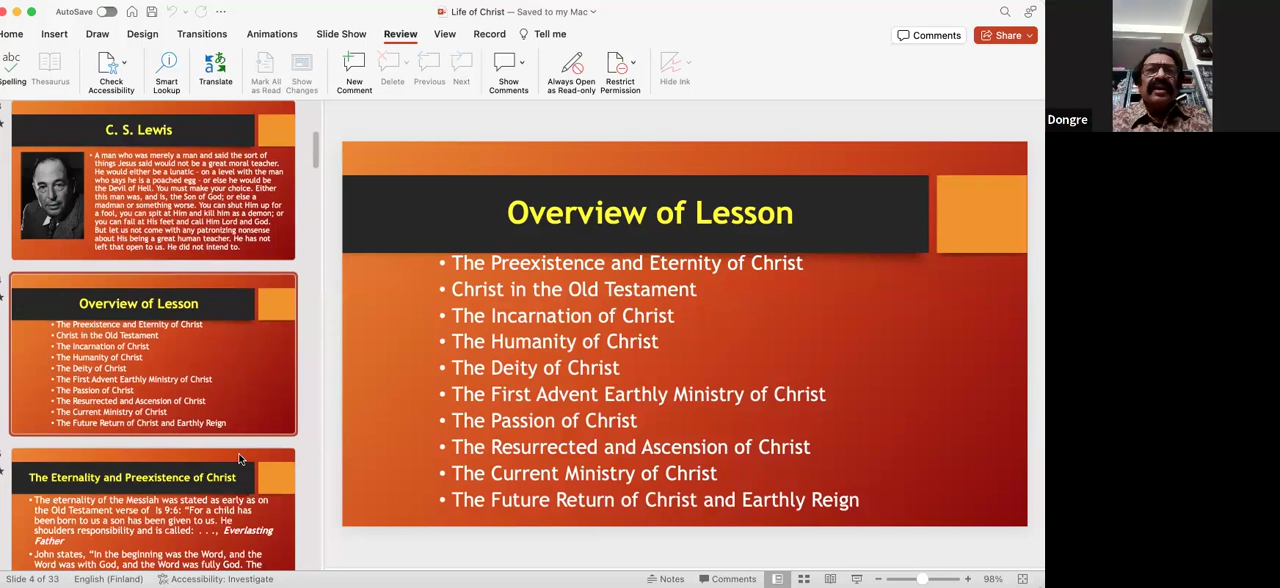 AutoSave
Life of Christ — Saved to my Mac
Home Insert Draw Design Transitions Animations Slide Show Review View Record Tell me
Comments Share
Spelling Thesaurus
Check Accessibility
Smart Lookup
Translate
Mark All as Read
Show Changes
New Comment
Delete
Previous
Next
Show Comments
Always Open as Read-only
Restrict Permission
Hide Ink
C. S. Lewis
• A man who was merely a man and said the sort of
things Jesus said would not be a great moral teacher.
He would either be a lunatic - on a level with the man
who says he is a poached egg - or else he would be
the Devil of Hell. You must make your choice. Either
this man was, and is, the Son of God; or else a
madman or something worse. You can shut Him up for
a fool, you can spit at Him and kill him as a demon; or
you can fall at His feet and call Him Lord and God.
But let us not come with any patronizing nonsense
about His being a great human teacher. He has not
left that open to us. He did not intend to.
Overview of Lesson
• The Preexistence and Eternity of Christ
• Christ in the Old Testament
• The Incarnation of Christ
• The Humanity of Christ
• The Deity of Christ
• The First Advent Earthly Ministry of Christ
• The Passion of Christ
• The Resurrected and Ascension of Christ
• The Current Ministry of Christ
• The Future Return of Christ and Earthly Reign
The Eternality and Preexistence of Christ
• The eternality of the Messiah was stated as early as on
the Old Testament verse of Is 9:6: “For a child has
been born to us a son has been given to us. He
shoulders responsibility and is called: . . ., Everlasting
Father
• John states, “In the beginning was the Word, and the
Word was with God, and the Word was fully God. The
Overview of Lesson
• The Preexistence and Eternity of Christ
• Christ in the Old Testament
• The Incarnation of Christ
• The Humanity of Christ
• The Deity of Christ
• The First Advent Earthly Ministry of Christ
• The Passion of Christ
• The Resurrected and Ascension of Christ
• The Current Ministry of Christ
• The Future Return of Christ and Earthly Reign
Dongre
Slide 4 of 33 English (Finland) Accessibility: Investigate Notes Comments 98%